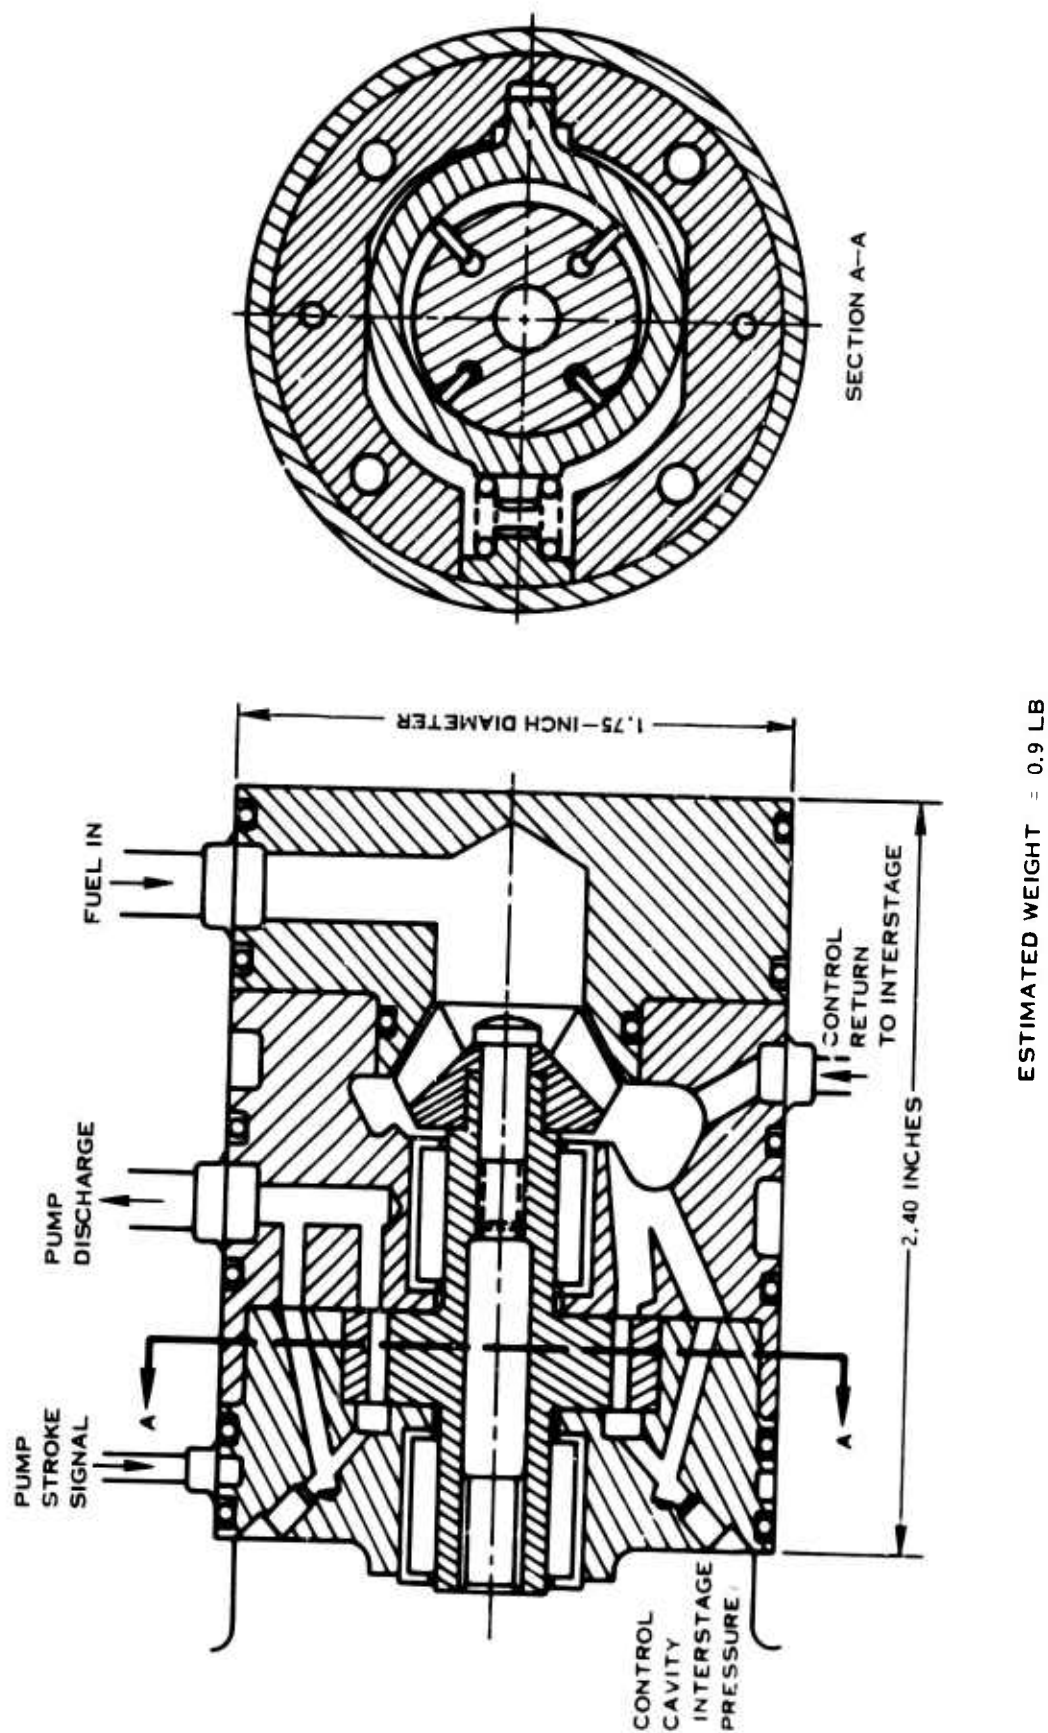 SECTION A-A
1.75-INCH DIAMETER
FUEL IN
PUMP
DISCHARGE
PUMP
STROKE
SIGNAL
A
A
CONTROL
RETURN
TO INTERSTAGE
2.40 INCHES
CONTROL
CAVITY
INTERSTAGE
PRESSURE
ESTIMATED WEIGHT = 0.9 LB